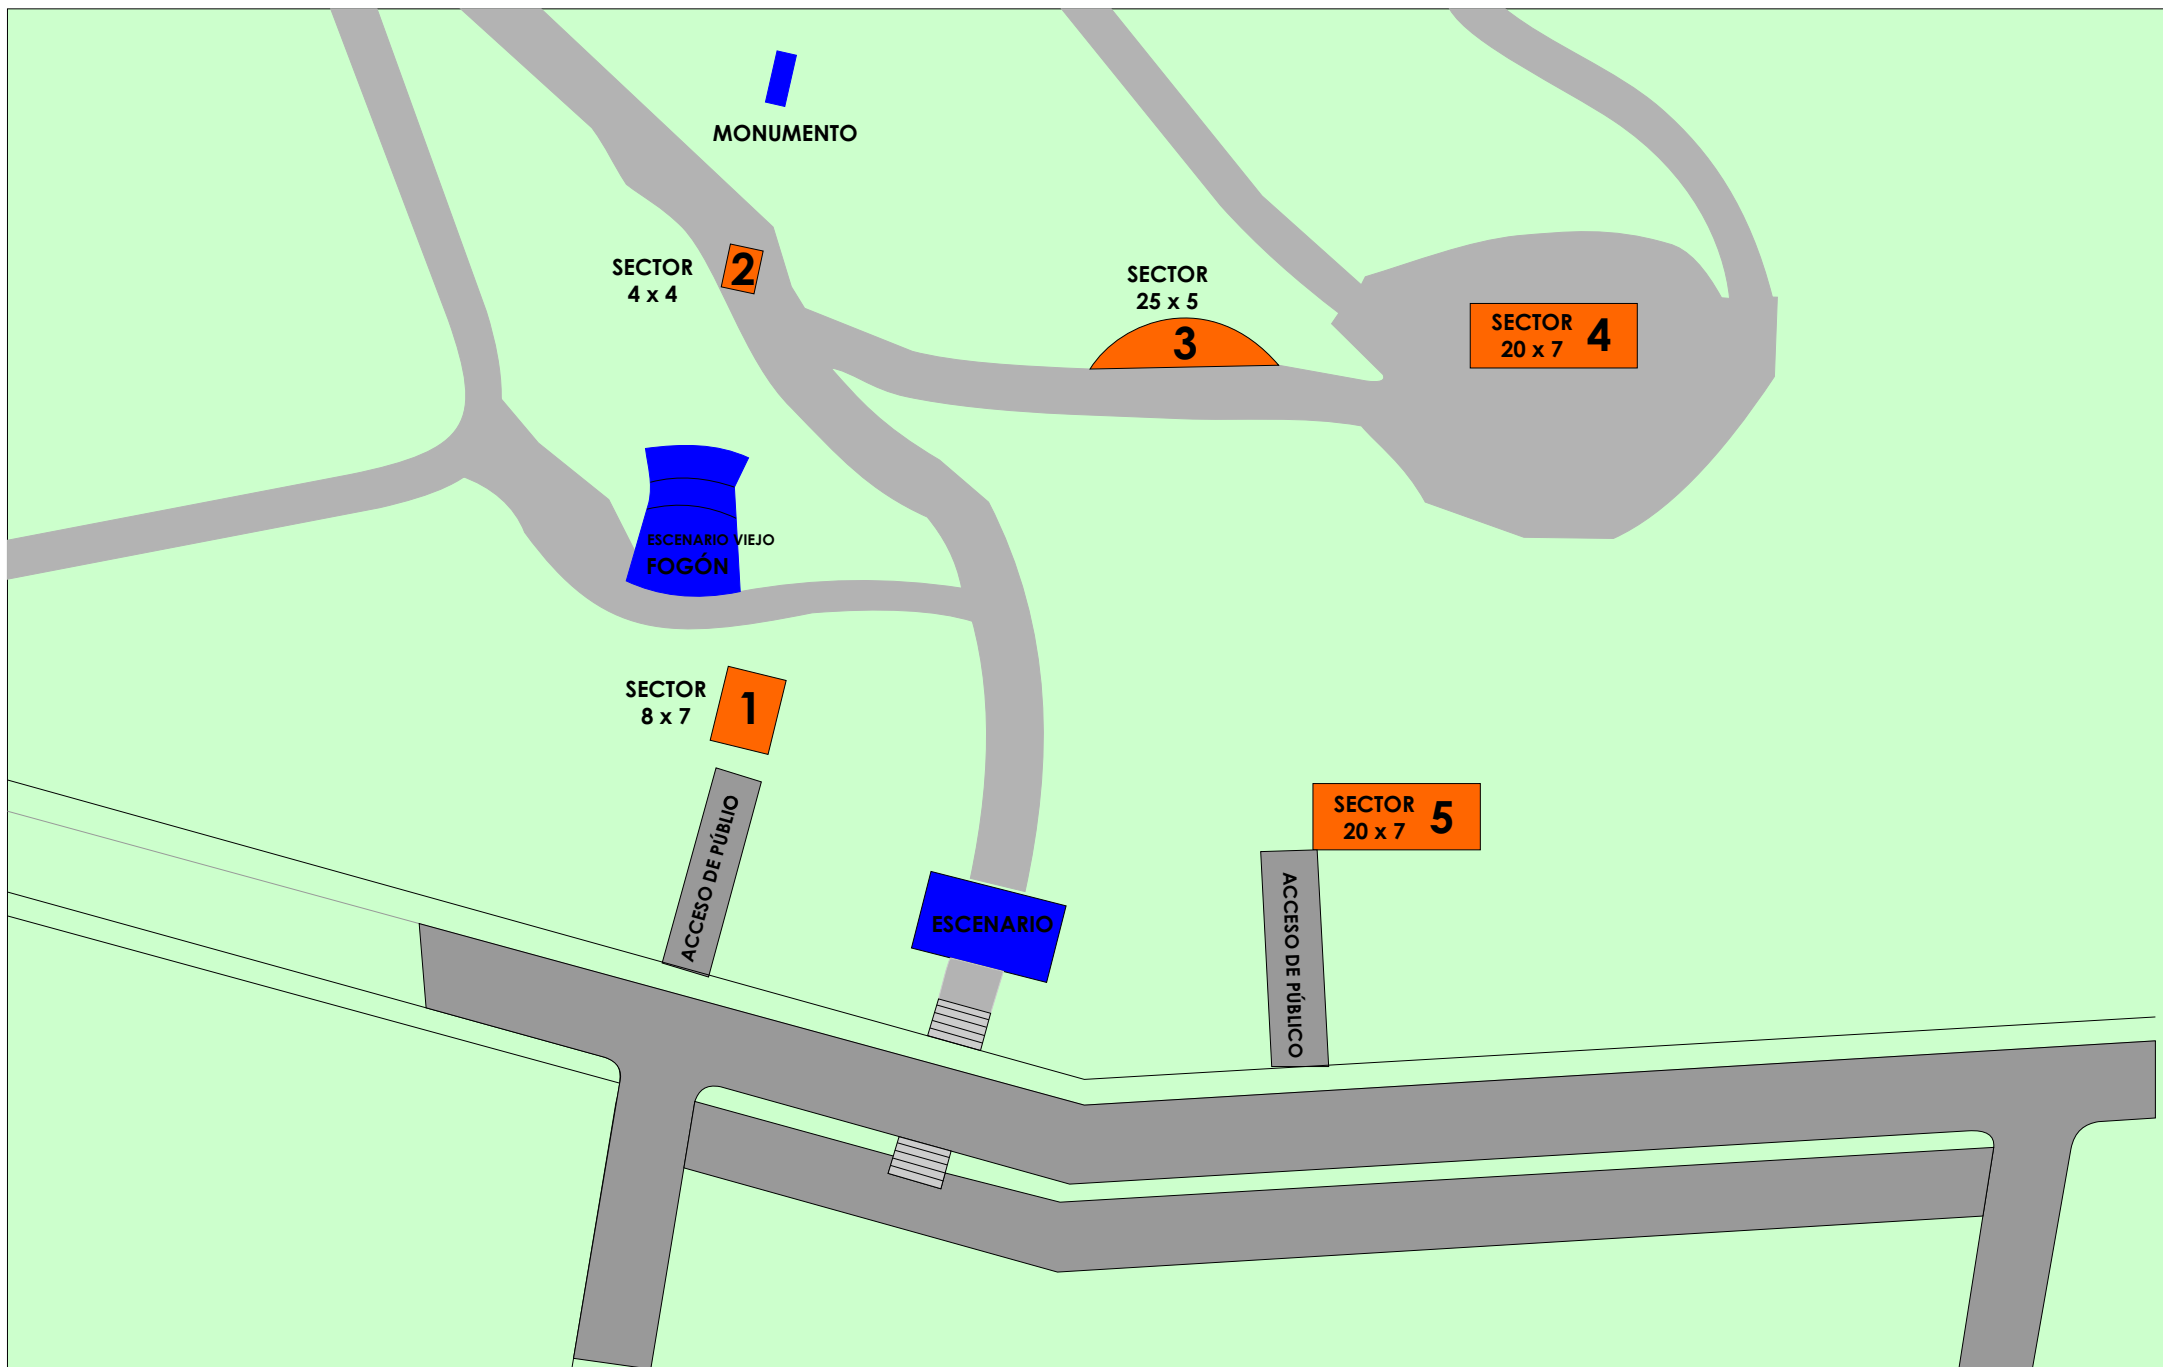 MONUMENTO
SECTOR
4 x 4
2
SECTOR
25 x 5
3
SECTOR
20 x 7
4
ESCENARIO VIEJO
FOGÓN
SECTOR
8 x 7
1
ACCESO DE PÚBLIO
ESCENARIO
SECTOR
20 x 7
5
ACCESO DE PÚBLICO